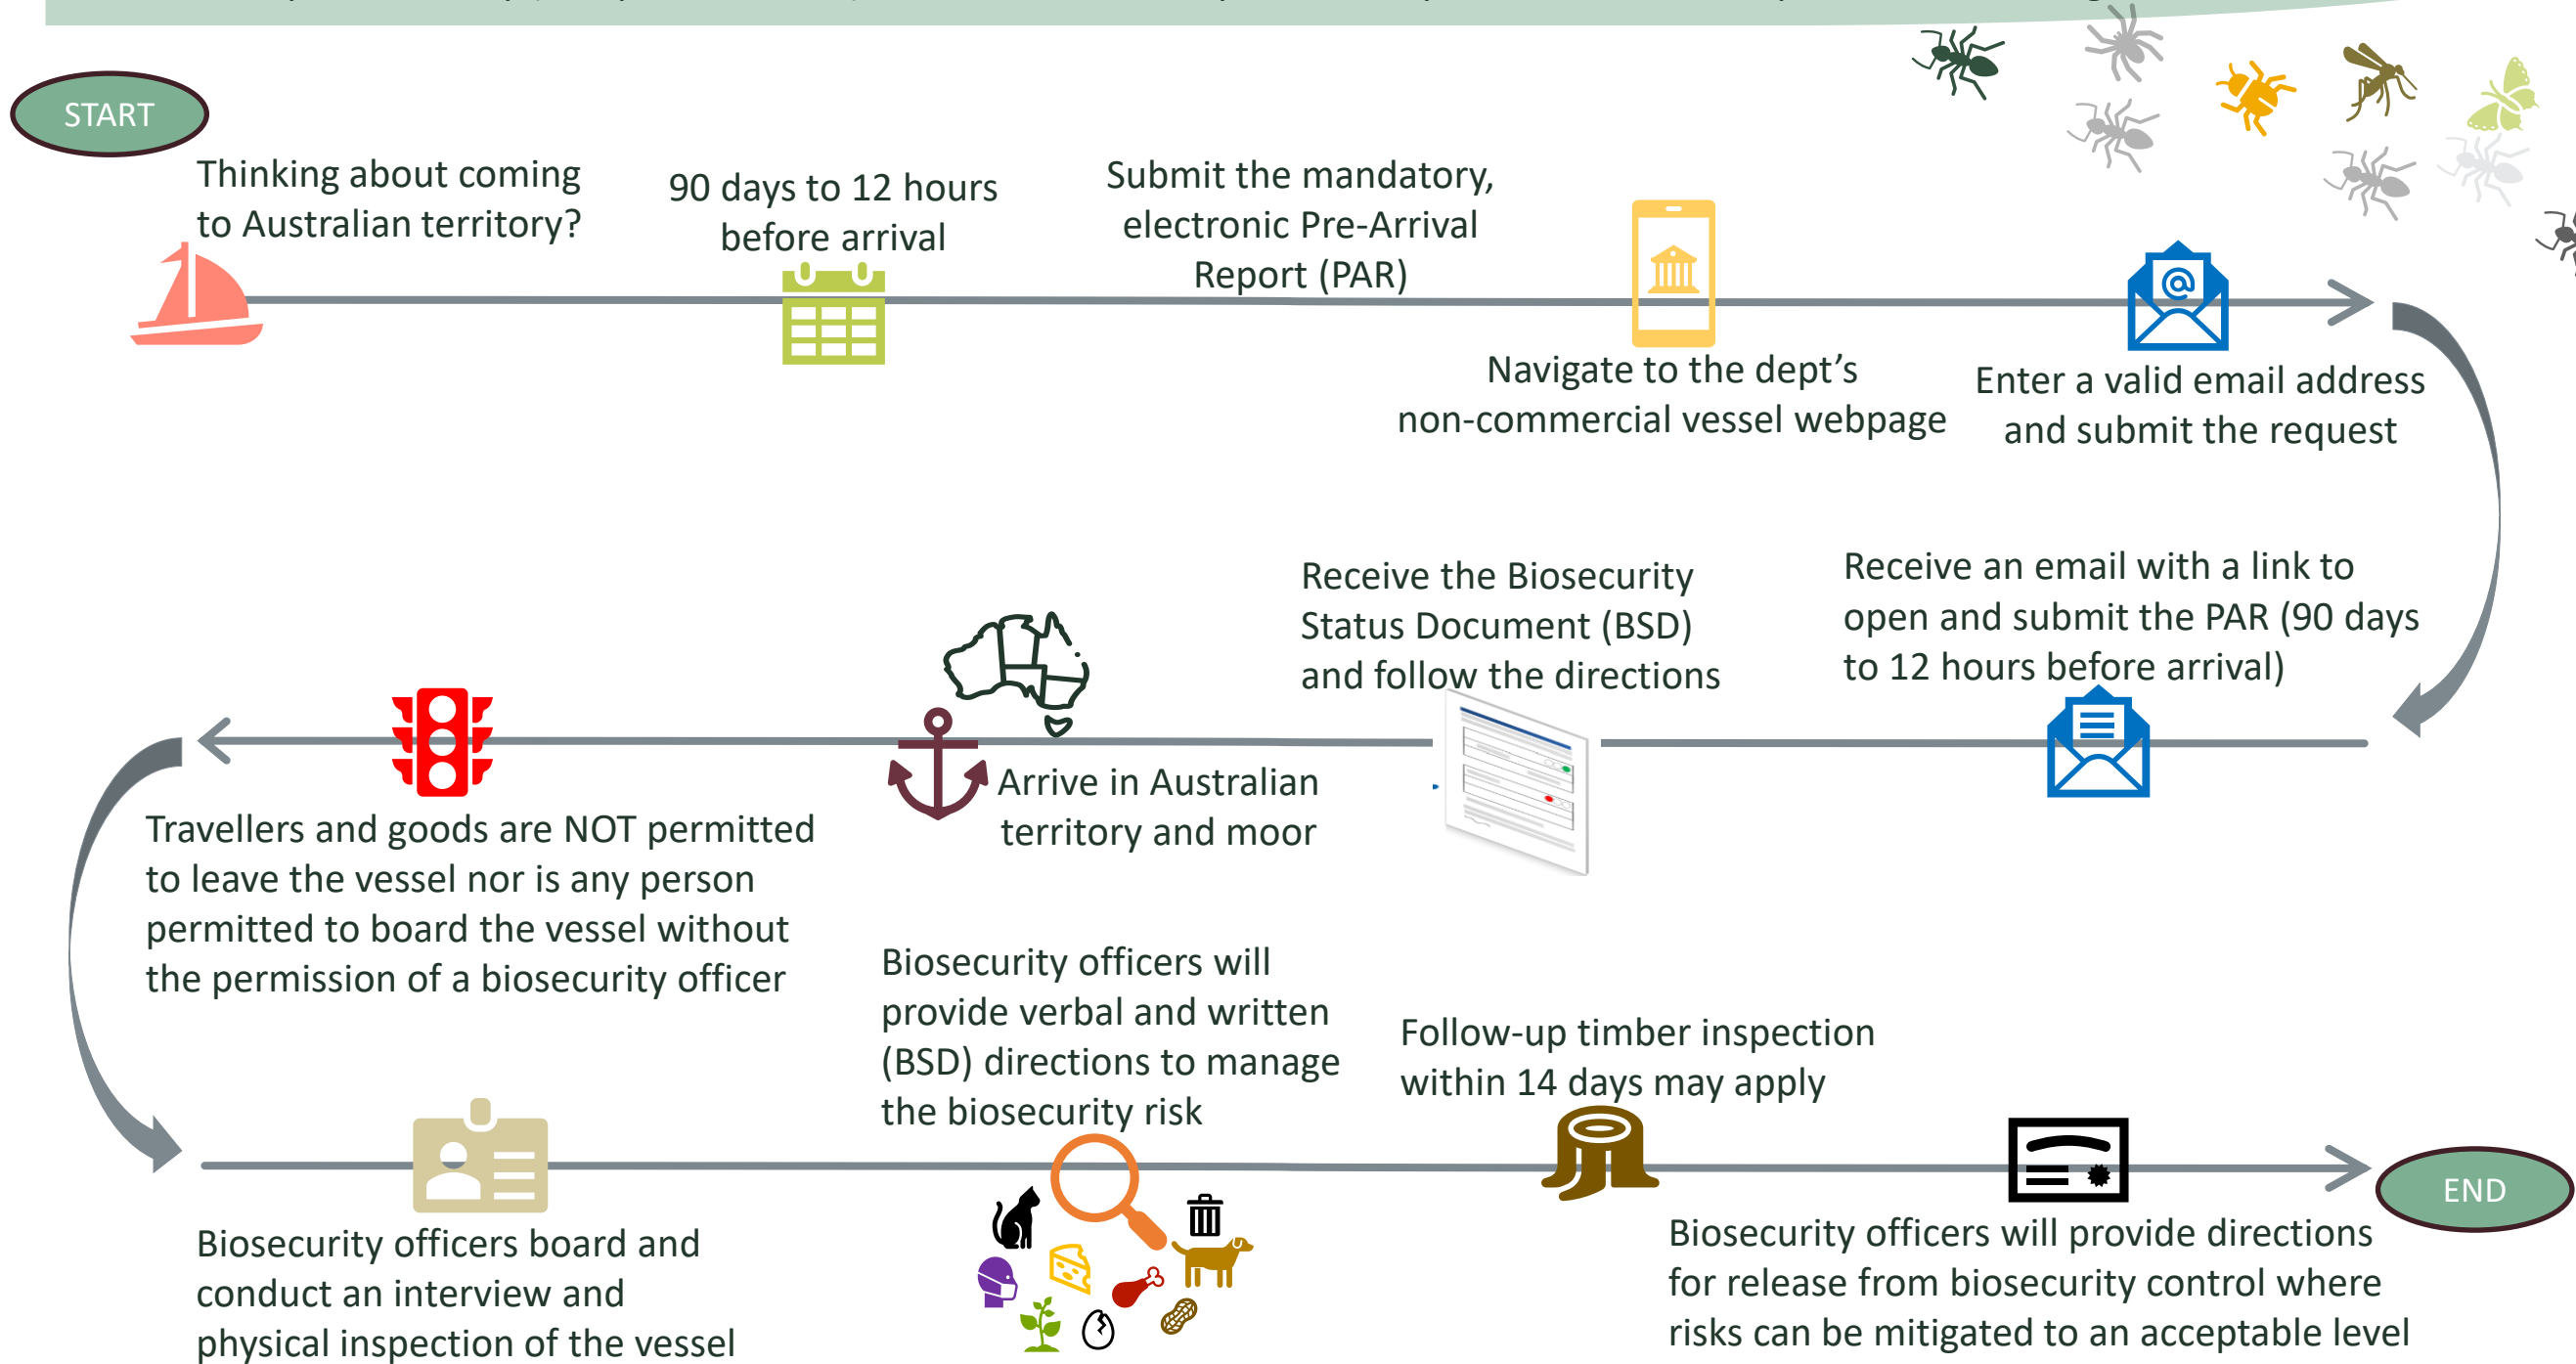 START
Thinking about coming
to Australian territory?
90 days to 12 hours
before arrival
Submit the mandatory,
electronic Pre-Arrival
Report (PAR)
Navigate to the dept's
non-commercial vessel webpage
@
Enter a valid email address
and submit the request
Receive an email with a link to
open and submit the PAR (90 days
to 12 hours before arrival)
Receive the Biosecurity
Status Document (BSD)
and follow the directions
Arrive in Australian
territory and moor
Travellers and goods are NOT permitted
to leave the vessel nor is any person
permitted to board the vessel without
the permission of a biosecurity officer
Biosecurity officers board and
conduct an interview and
physical inspection of the vessel
Biosecurity officers will
provide verbal and written
(BSD) directions to manage
the biosecurity risk
Follow-up timber inspection
within 14 days may apply
Biosecurity officers will provide directions
for release from biosecurity control where
risks can be mitigated to an acceptable level
END